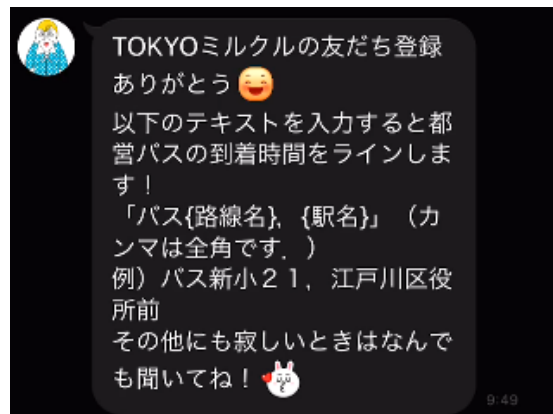 TOKYOミルクルの友だち登録
ありがとう
以下のテキストを入力すると都
営バスの到着時間をラインしま
す！
「バス{路線名}，{駅名}」（カ
ンマは全角です．）
例）バス新小２１，江戸川区役
所前
その他にも寂しいときはなんで
も聞いてね！
9:49